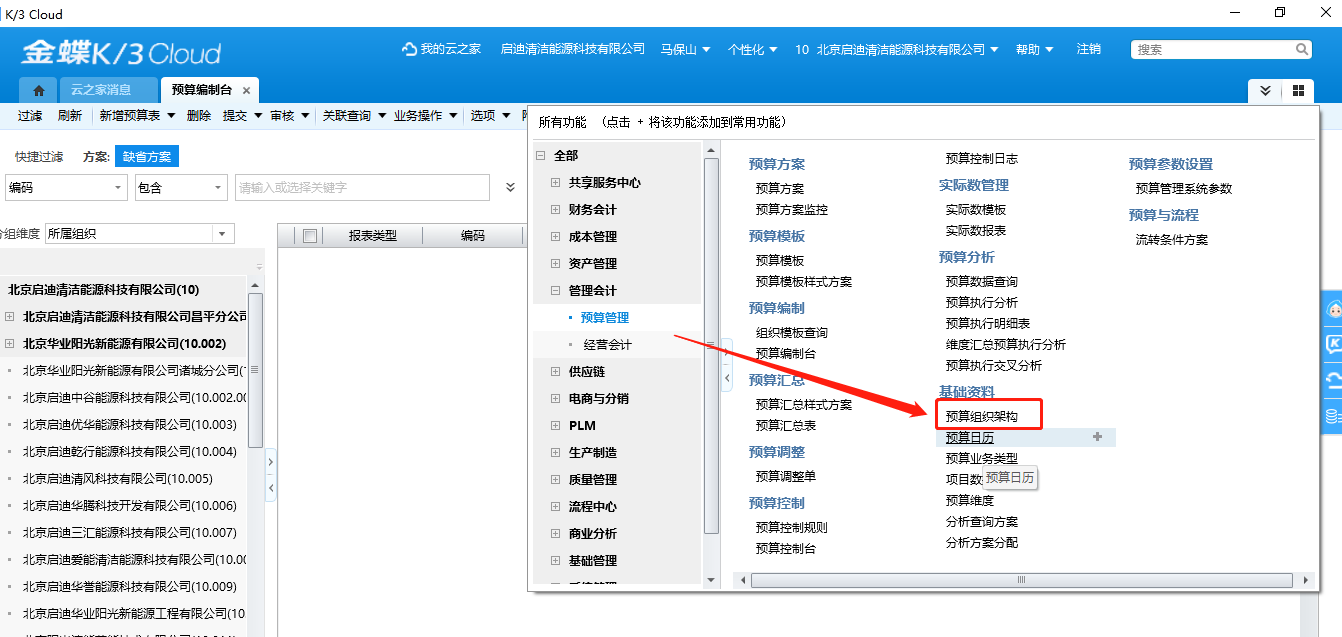 K/3 Cloud
金蝶K/3 Cloud
我的云之家 启迪清洁能源科技有限公司 马保山 个性化 10 北京启迪清洁能源科技有限公司 帮助 注销 搜索
云之家消息 预算编制台
过滤 刷新 新增预算表 删除 提交 审核 关联查询 业务操作 选项
快捷过滤 方案: 缺省方案
编码 包含 请输入或选择关键字
分组维度 所属组织
报表类型 编码
北京启迪清洁能源科技有限公司(10)
北京启迪清洁能源科技有限公司昌平分公司
北京华业阳光新能源有限公司(10.002)
北京华业阳光新能源有限公司诸城分公司(
北京启迪中谷能源科技有限公司(10.002.00
北京启迪优华能源科技有限公司(10.003)
北京启迪乾行能源科技有限公司(10.004)
北京启迪清风科技有限公司(10.005)
北京启迪华腾科技开发有限公司(10.006)
北京启迪三汇能源科技有限公司(10.007)
北京启迪爱能清洁能源科技有限公司(10.00
北京启迪华誉能源科技有限公司(10.009)
北京启迪华业阳光新能源工程有限公司(10
所有功能 (点击 + 将该功能添加到常用功能)
全部
共享服务中心
财务会计
成本管理
资产管理
管理会计
预算管理
经营会计
供应链
电商与分销
PLM
生产制造
质量管理
流程中心
商业分析
基础管理
预算方案
预算方案
预算方案监控
预算模板
预算模板
预算模板样式方案
预算编制
组织模板查询
预算编制台
预算汇总
预算汇总样式方案
预算汇总表
预算调整
预算调整单
预算控制
预算控制规则
预算控制台
预算控制日志
实际数管理
实际数模板
实际数报表
预算分析
预算数据查询
预算执行分析
预算执行明细表
维度汇总预算执行分析
预算执行交叉分析
基础资料
预算组织架构
预算日历
预算业务类型
项目数
预算日历
预算维度
分析查询方案
分析方案分配
预算参数设置
预算管理系统参数
预算与流程
流转条件方案